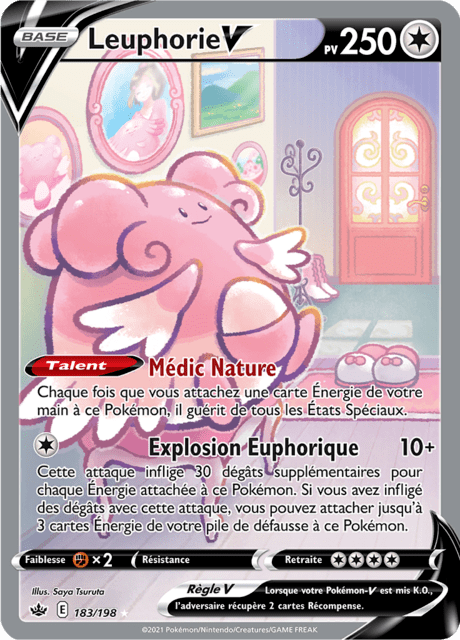 BASE
Leuphorie V
PV 250
Talent Médic Nature
Chaque fois que vous attachez une carte Énergie de votre
main à ce Pokémon, il guérit de tous les États Spéciaux.
Explosion Euphorique 10+
Cette attaque inflige 30 dégâts supplémentaires pour
chaque Énergie attachée à ce Pokémon. Si vous avez infligé
des dégâts avec cette attaque, vous pouvez attacher jusqu'à
3 cartes Énergie de votre pile de défausse à ce Pokémon.
Faiblesse ×2 Résistance Retraite
Illus. Saya Tsuruta
Règle V Lorsque votre Pokémon-V est mis K.O.,
l'adversaire récupère 2 cartes Récompense.
E 183/198
©2021 Pokémon/Nintendo/Creatures/GAME FREAK